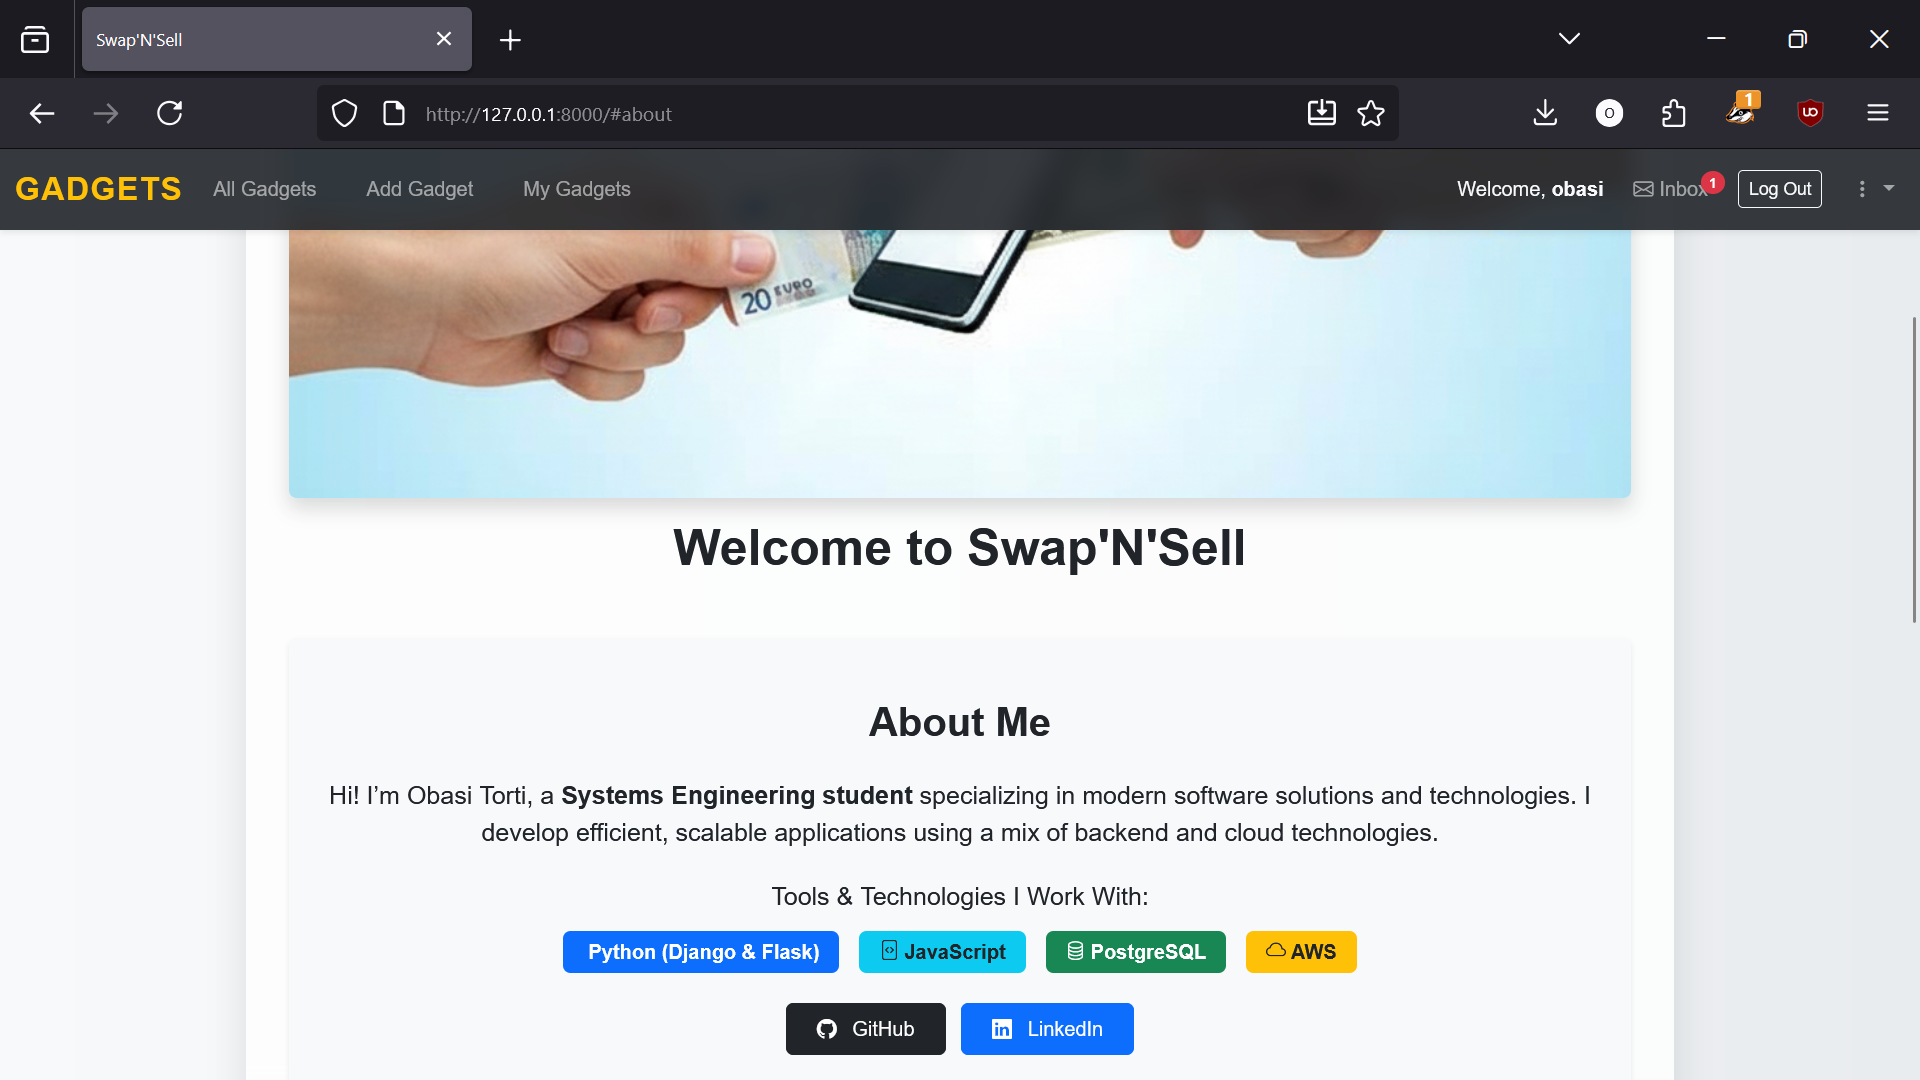 Swap'N'Sell
http://127.0.0.1:8000/#about
O
1
uo
GADGETS
All Gadgets
Add Gadget
My Gadgets
Welcome, obasi
Inbox
1
Log Out
20 EURO
Welcome to Swap'N'Sell
About Me
Hi! I’m Obasi Torti, a Systems Engineering student specializing in modern software solutions and technologies. I
develop efficient, scalable applications using a mix of backend and cloud technologies.
Tools & Technologies I Work With:
Python (Django & Flask)
JavaScript
PostgreSQL
AWS
GitHub
in LinkedIn